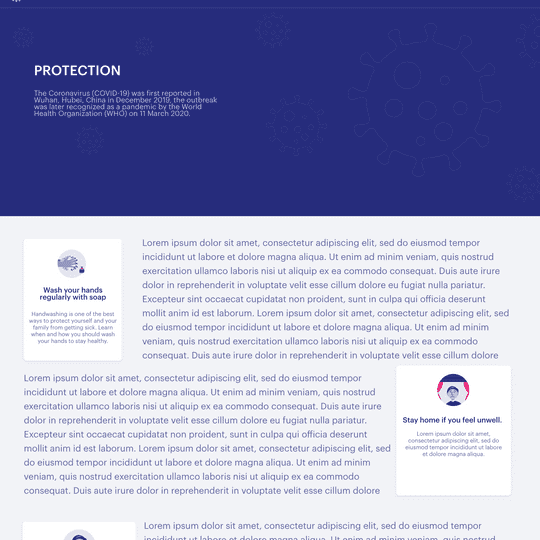 PROTECTION
The Coronavirus (COVID-19) was first reported in
Wuhan, Hubei, China in December 2019, the outbreak
was later recognized as a pandemic by the World
Health Organization (WHO) on 11 March 2020.
Wash your hands
regularly with soap
Handwashing is one of the best
ways to protect yourself and your
family from getting sick. Learn
when and how you should wash
your hands to stay healthy.
Lorem ipsum dolor sit amet, consectetur adipiscing elit, sed do eiusmod tempor
incididunt ut labore et dolore magna aliqua. Ut enim ad minim veniam, quis nostrud
exercitation ullamco laboris nisi ut aliquip ex ea commodo consequat. Duis aute irure
dolor in reprehenderit in voluptate velit esse cillum dolore eu fugiat nulla pariatur.
Excepteur sint occaecat cupidatat non proident, sunt in culpa qui officia deserunt
mollit anim id est laborum. Lorem ipsum dolor sit amet, consectetur adipiscing elit, sed
do eiusmod tempor incididunt ut labore et dolore magna aliqua. Ut enim ad minim
veniam, quis nostrud exercitation ullamco laboris nisi ut aliquip ex ea commodo
consequat. Duis aute irure dolor in reprehenderit in voluptate velit esse cillum dolore
Lorem ipsum dolor sit amet, consectetur adipiscing elit, sed do eiusmod tempor
incididunt ut labore et dolore magna aliqua. Ut enim ad minim veniam, quis nostrud
exercitation ullamco laboris nisi ut aliquip ex ea commodo consequat. Duis aute irure
dolor in reprehenderit in voluptate velit esse cillum dolore eu fugiat nulla pariatur.
Excepteur sint occaecat cupidatat non proident, sunt in culpa qui officia deserunt
mollit anim id est laborum. Lorem ipsum dolor sit amet, consectetur adipiscing elit, sed
do eiusmod tempor incididunt ut labore et dolore magna aliqua. Ut enim ad minim
veniam, quis nostrud exercitation ullamco laboris nisi ut aliquip ex ea commodo
consequat. Duis aute irure dolor in reprehenderit in voluptate velit esse cillum dolore
Stay home if you feel unwell.
Lorem ipsum dolor sit amet,
consectetur adipiscing elit, sed do
eiusmod tempor incididunt ut labore
et dolore magna aliqua.
Lorem ipsum dolor sit amet, consectetur adipiscing elit, sed do eiusmod tempor